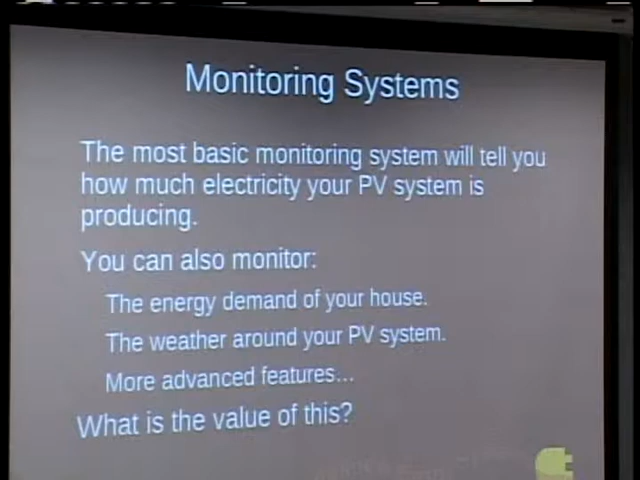 Monitoring Systems
The most basic monitoring system will tell you
how much electricity your PV system is
producing.
You can also monitor:
The energy demand of your house.
The weather around your PV system.
More advanced features...
What is the value of this?